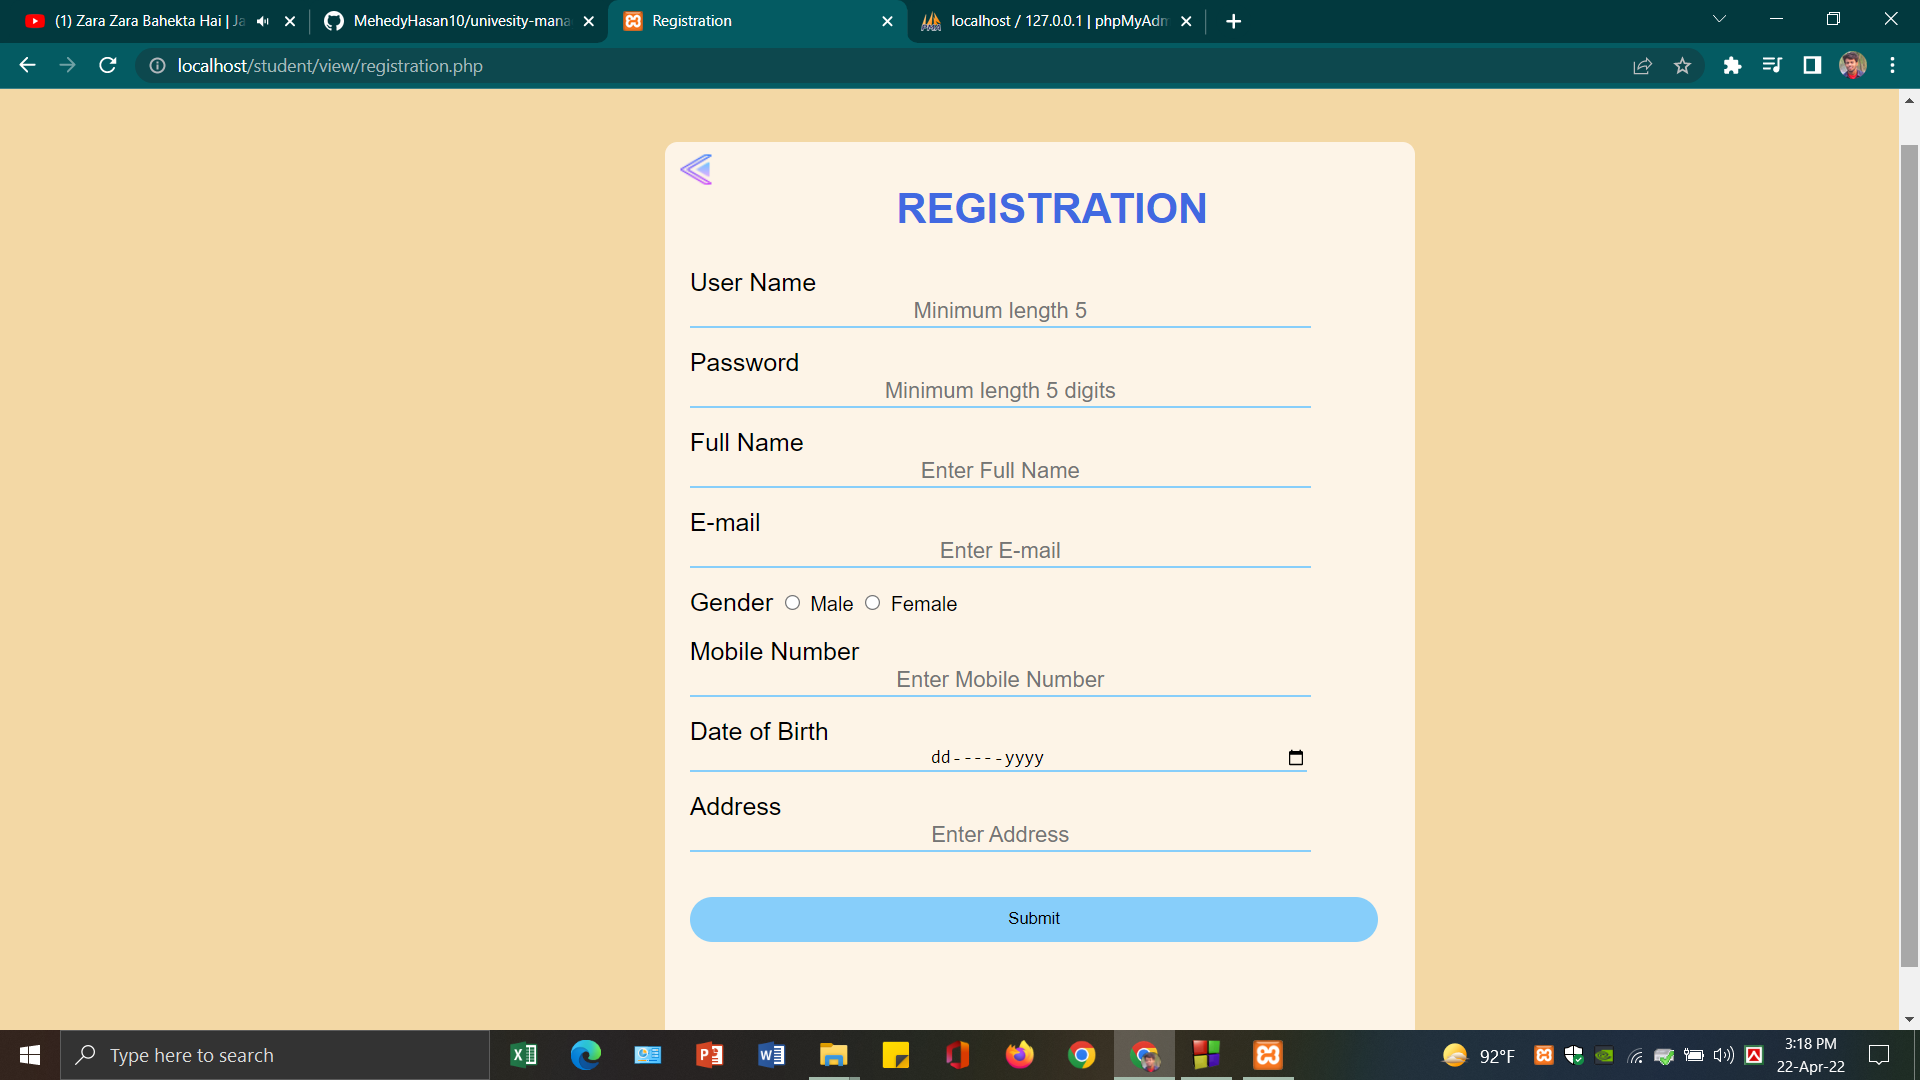 (1) Zara Zara Bahekta Hai | Ja
MehedyHasan10/univesity-mana
Registration
localhost / 127.0.0.1 | phpMyAdm
localhost/student/view/registration.php
REGISTRATION
User Name
Minimum length 5
Password
Minimum length 5 digits
Full Name
Enter Full Name
E-mail
Enter E-mail
Gender Male Female
Mobile Number
Enter Mobile Number
Date of Birth
dd-----yyyy
Address
Enter Address
Submit
Type here to search
92°F
3:18 PM
22-Apr-22